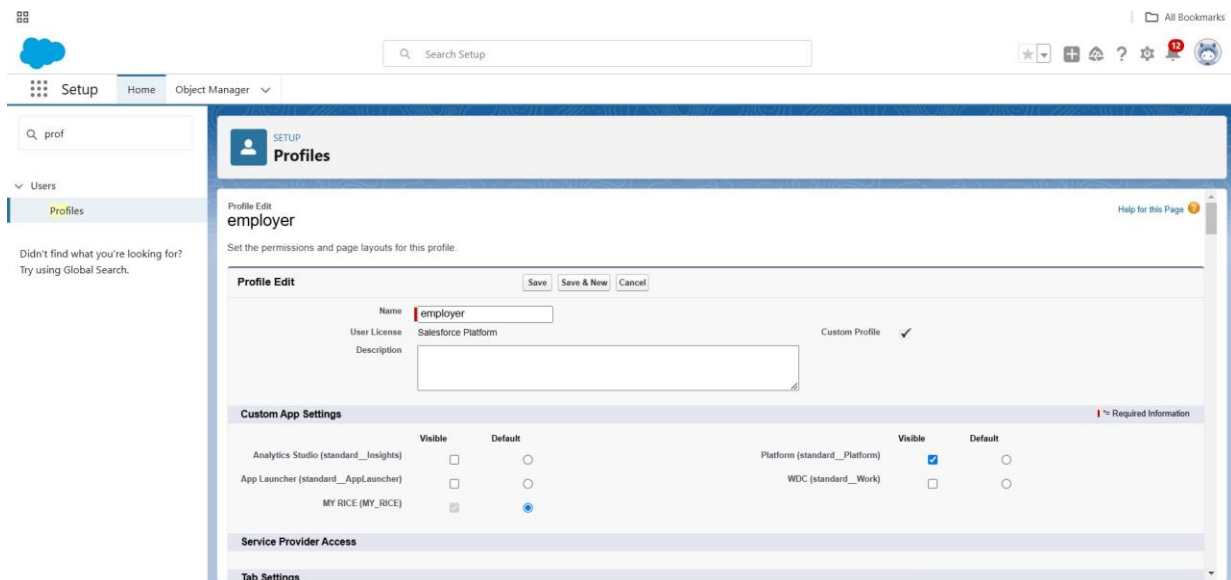 All Bookmarks
Search Setup
12
Setup Home Object Manager
prof
SETUP
Profiles
Users
Profiles
Didn't find what you're looking for?
Try using Global Search.
Profile Edit
employer
Help for this Page ?
Set the permissions and page layouts for this profile.
Profile Edit Save Save & New Cancel
Name employer
User License Salesforce Platform Custom Profile ✓
Description
Custom App Settings *= Required Information
Visible Default Visible Default
Analytics Studio (standard__Insights) Platform (standard__Platform)
App Launcher (standard__AppLauncher) WDC (standard__Work)
MY RICE (MY_RICE)
Service Provider Access
Tab Settings